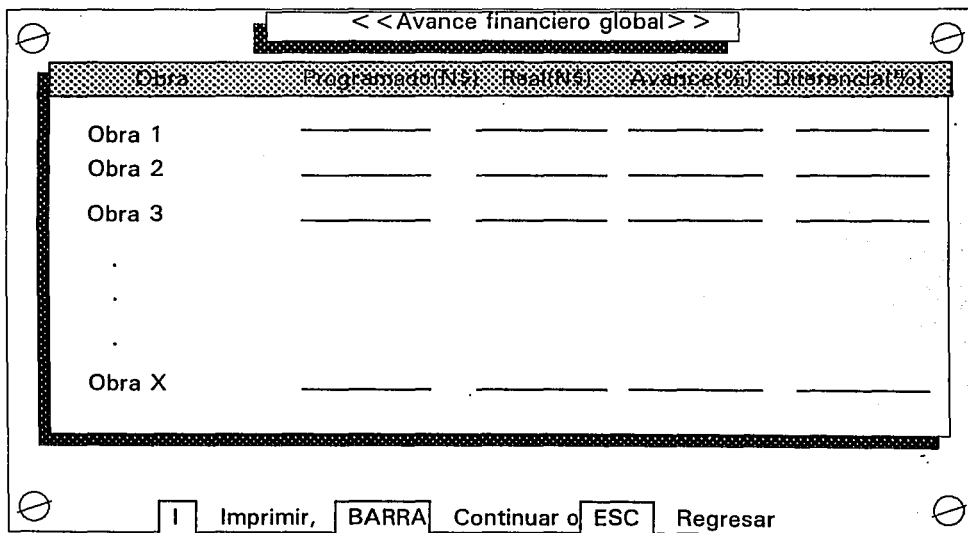 < <Avance financiero global> >
Obra Programado(N$) Real(N$) Avance(%) Diferencial(%)
Obra 1
Obra 2
Obra 3
.
.
.
Obra X
I Imprimir, BARRA Continuar o ESC Regresar